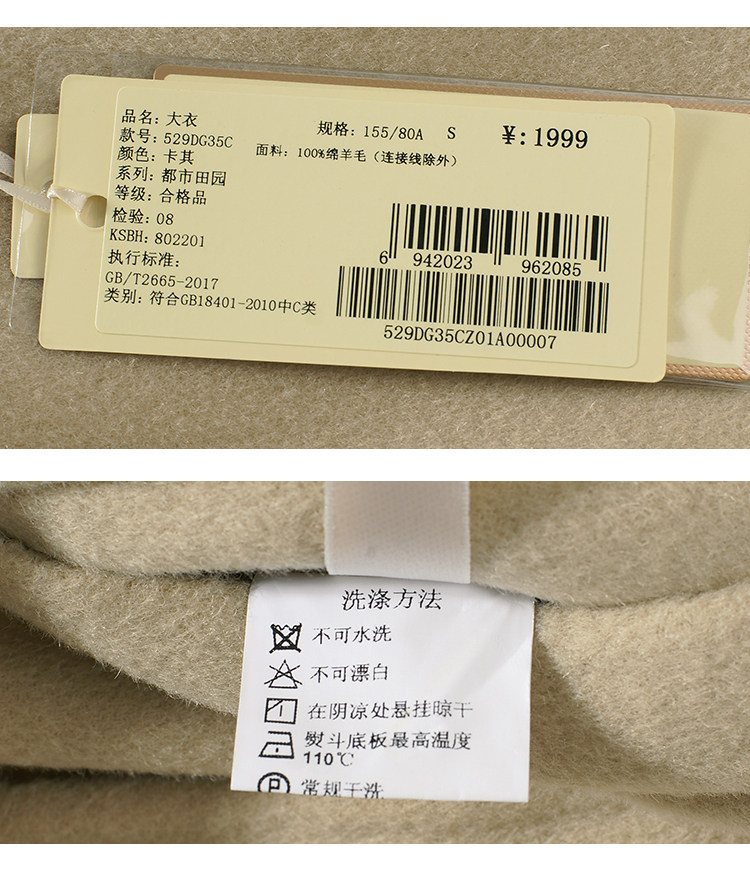 品名: 大衣
款号: 529DG35C
颜色: 卡其
系列: 都市田园
等级: 合格品
检验: 08
KSBH: 802201
执行标准:
GB/T2665-2017
类别: 符合GB18401-2010中C类
规格: 155/80A S
¥: 1999
面料: 100%绵羊毛（连接线除外）
6 942023 962085
529DG35CZ01A00007
洗涤方法
不可水洗
不可漂白
在阴凉处悬挂晾干
熨斗底板最高温度
110℃
P 常规干洗